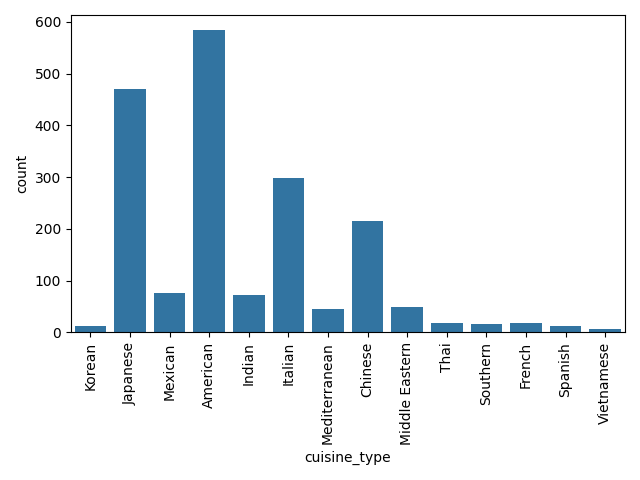 600
500
400
300
200
100
0
count
Korean
Japanese
Mexican
American
Indian
Italian
Mediterranean
Chinese
Middle Eastern
Thai
Southern
French
Spanish
Vietnamese
cuisine_type